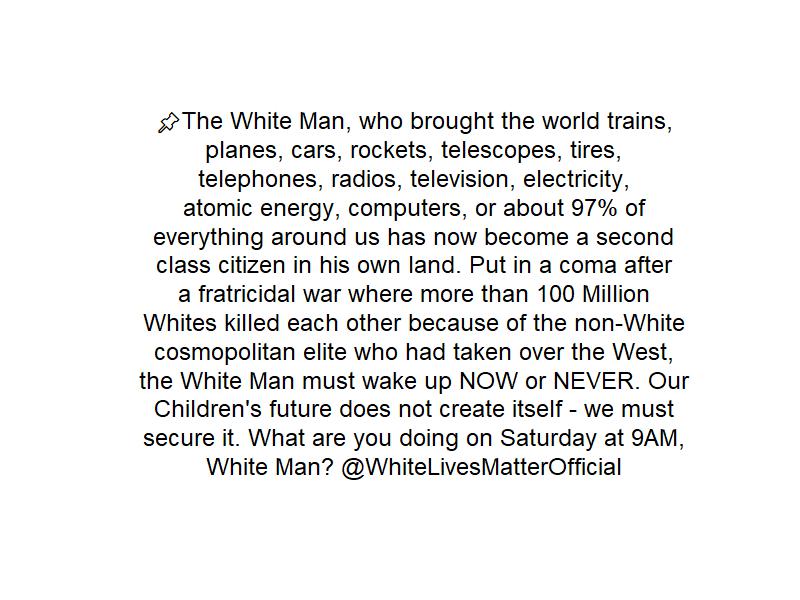 📌The White Man, who brought the world trains,
planes, cars, rockets, telescopes, tires,
telephones, radios, television, electricity,
atomic energy, computers, or about 97% of
everything around us has now become a second
class citizen in his own land. Put in a coma after
a fratricidal war where more than 100 Million
Whites killed each other because of the non-White
cosmopolitan elite who had taken over the West,
the White Man must wake up NOW or NEVER. Our
Children's future does not create itself - we must
secure it. What are you doing on Saturday at 9AM,
White Man? @WhiteLivesMatterOfficial